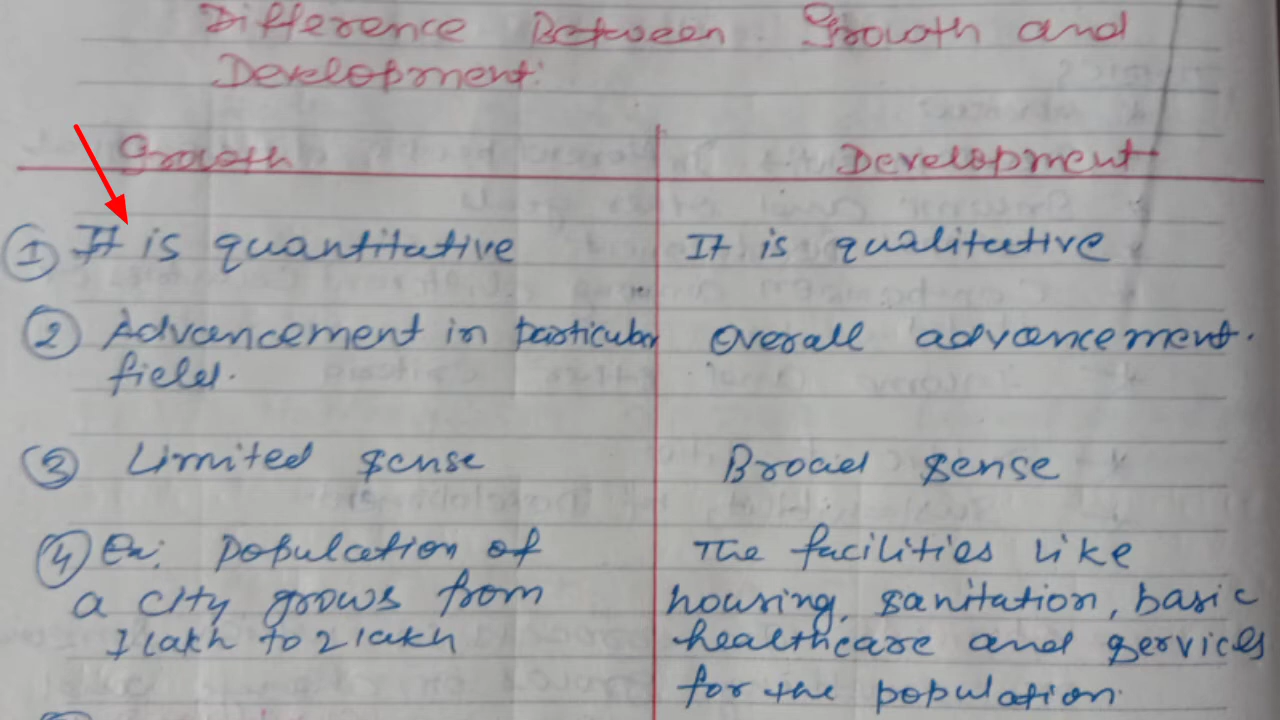 Difference Between Growth and
Development:
Growth Development
① It is quantitative It is qualitative
② Advancement in particular Overall advancement.
field.
③ Limited sense Broad sense
④ Ex: Population of The facilities like
a city grows from housing, sanitation, basic
1 lakh to 2 lakh healthcare and services
for the population.